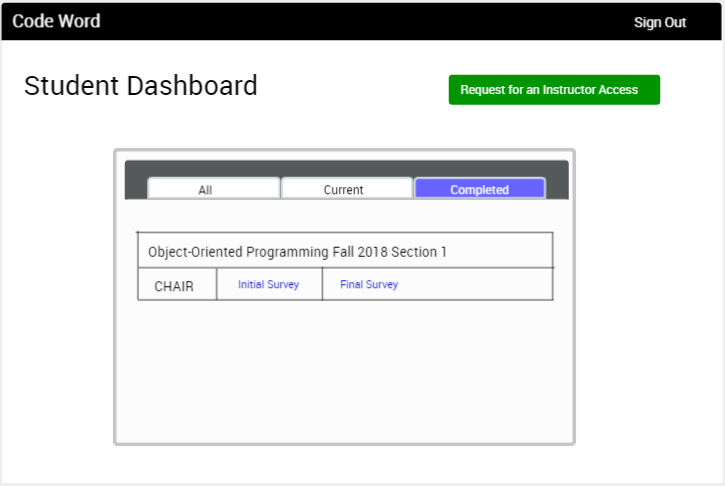 Code Word Sign Out
Student Dashboard Request for an Instructor Access
All Current Completed
Object-Oriented Programming Fall 2018 Section 1
CHAIR Initial Survey Final Survey